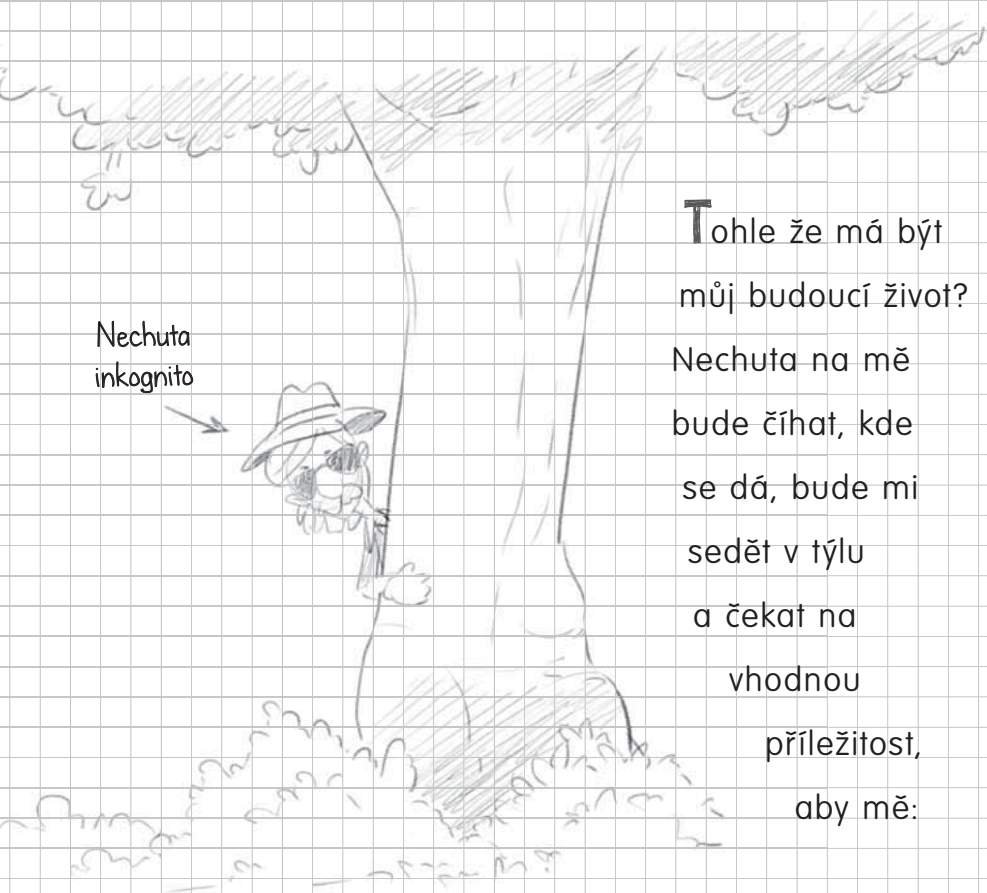 Nechuta
inkognito
Tohle že má být
můj budoucí život?
Nechuta na mě
bude číhat, kde
se dá, bude mi
sedět v týlu
a čekat na
vhodnou
příležitost,
aby mě: